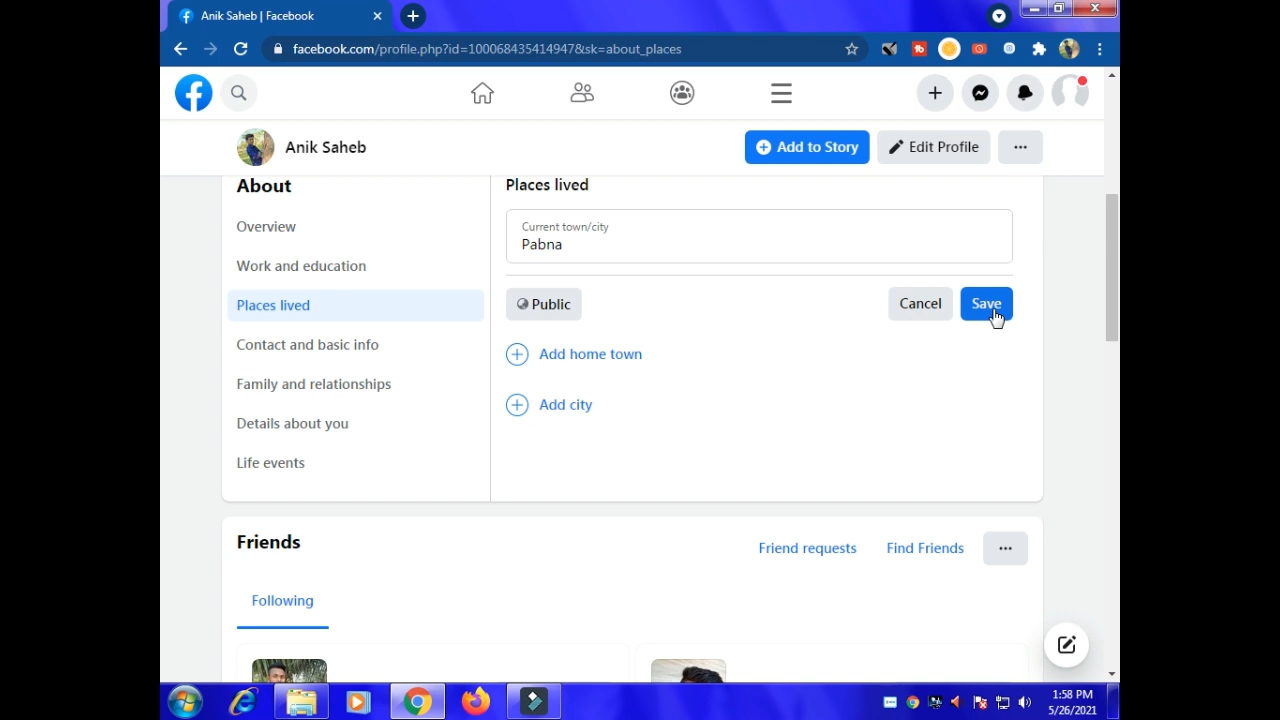 Anik Saheb | Facebook
facebook.com/profile.php?id=100068435414947&sk=about_places
Anik Saheb
Add to Story
Edit Profile
About
Overview
Work and education
Places lived
Contact and basic info
Family and relationships
Details about you
Life events
Places lived
Current town/city
Pabna
Public
Cancel
Save
Add home town
Add city
Friends
Friend requests
Find Friends
Following
1:58 PM
5/26/2021